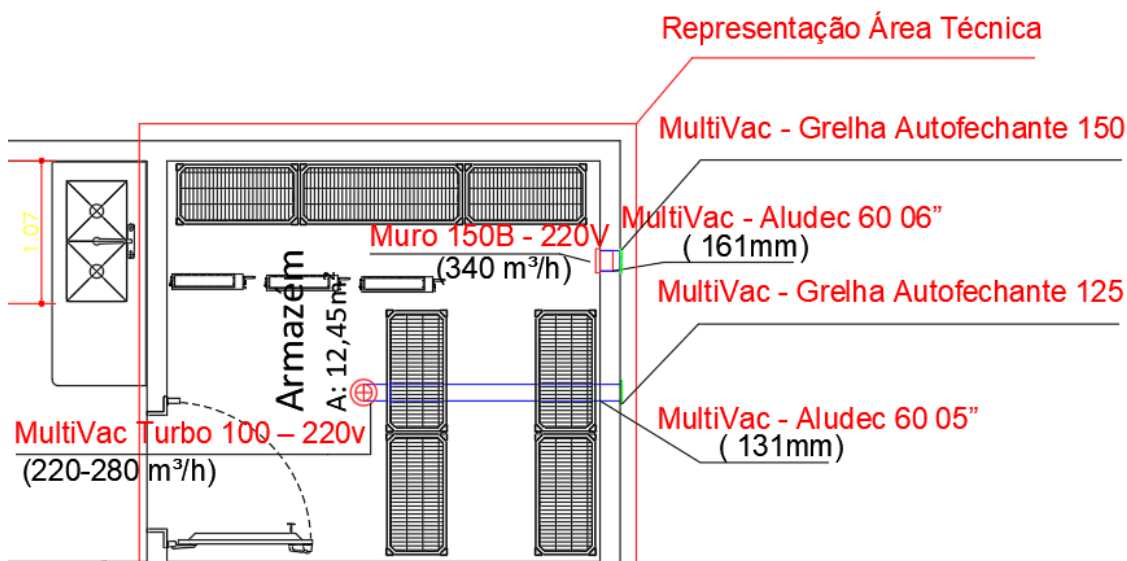 Representação Área Técnica
MultiVac - Grelha Autofechante 150
MultiVac - Aludec 60 06”
( 161mm)
Muro 150B - 220V
(340 m³/h)
1.07
Armazém
A: 12,45m²
MultiVac - Grelha Autofechante 125
MultiVac - Aludec 60 05”
( 131mm)
MultiVac Turbo 100 – 220v
(220-280 m³/h)